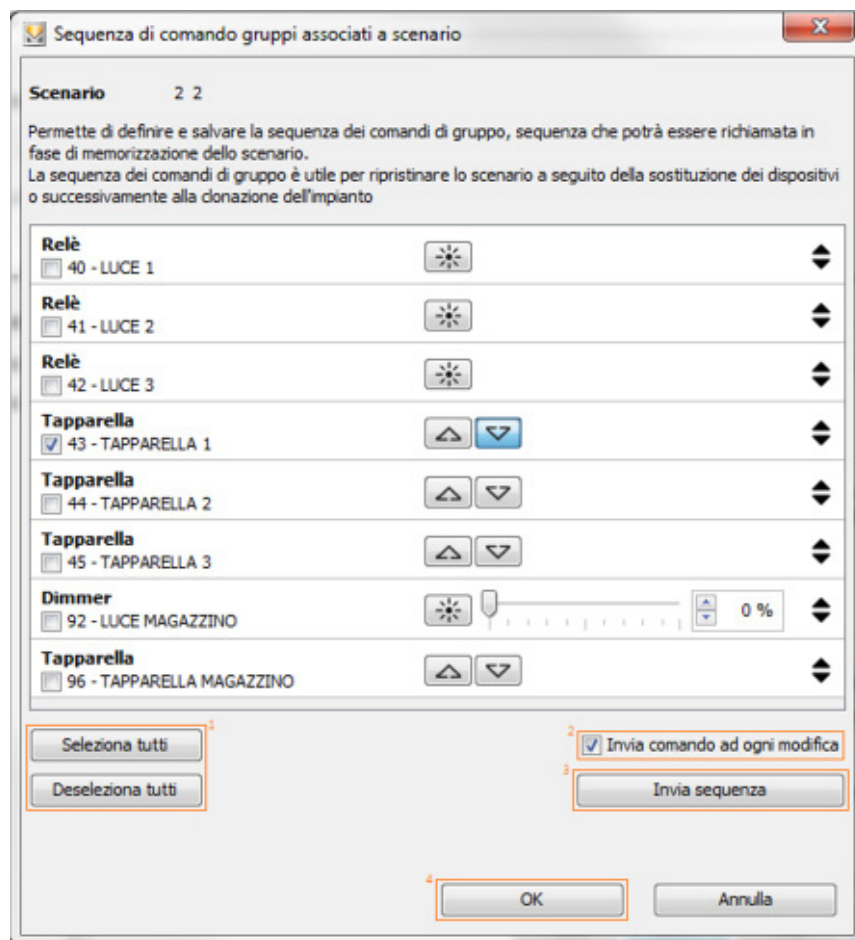 Sequenza di comando gruppi associati a scenario
Scenario 2 2
Permette di definire e salvare la sequenza dei comandi di gruppo, sequenza che potrà essere richiamata in
fase di memorizzazione dello scenario.
La sequenza dei comandi di gruppo è utile per ripristinare lo scenario a seguito della sostituzione dei dispositivi
o successivamente alla clonazione dell'impianto
Relè
40 - LUCE 1
Relè
41 - LUCE 2
Relè
42 - LUCE 3
Tapparella
43 - TAPPARELLA 1
Tapparella
44 - TAPPARELLA 2
Tapparella
45 - TAPPARELLA 3
Dimmer
92 - LUCE MAGAZZINO 0 %
Tapparella
96 - TAPPARELLA MAGAZZINO
1
Seleziona tutti
2 Invia comando ad ogni modifica
Deseleziona tutti
3 Invia sequenza
4 OK Annulla